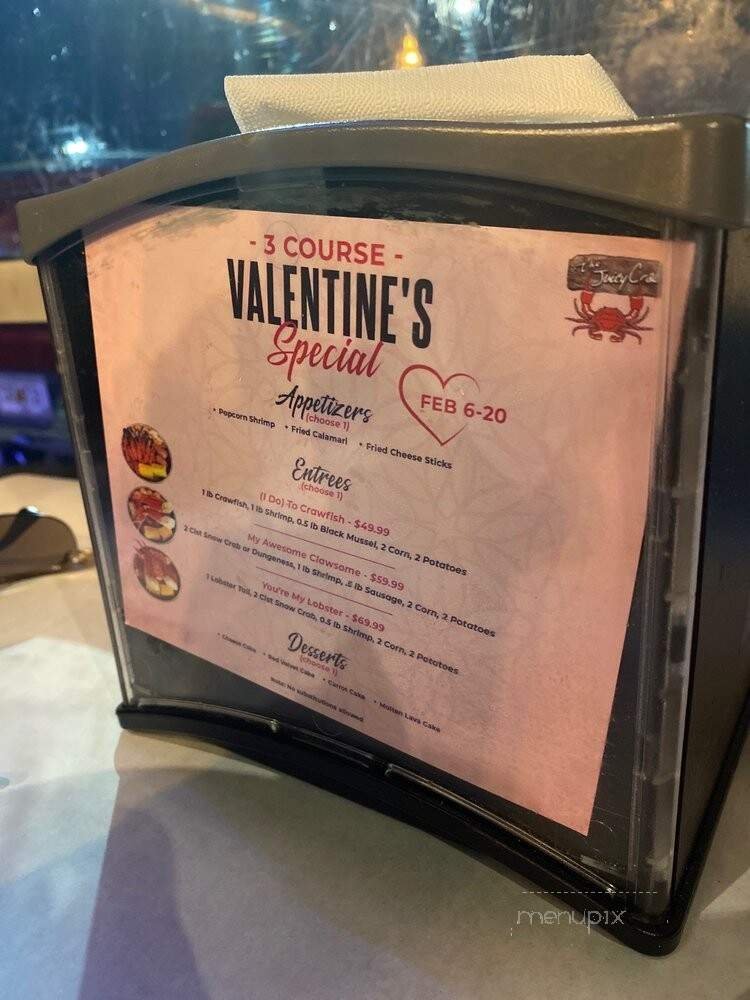 - 3 COURSE -
VALENTINE'S
Special
the Juicy Crab
FEB 6-20
Appetizers
(choose 1)
• Popcorn Shrimp • Fried Calamari • Fried Cheese Sticks
Entrees
(choose 1)
(I Do) To Crawfish - $49.99
1 lb Crawfish, 1 lb Shrimp, 0.5 lb Black Mussel, 2 Corn, 2 Potatoes
My Awesome Clawsome - $59.99
2 Clst Snow Crab or Dungeness, 1 lb Shrimp, .5 lb Sausage, 2 Corn, 2 Potatoes
You're My Lobster - $69.99
1 Lobster Tail, 2 Clst Snow Crab, 0.5 lb Shrimp, 2 Corn, 2 Potatoes
Desserts
(choose 1)
• Cheese Cake • Red Velvet Cake • Carrot Cake • Molten Lava Cake
Note: No substitutions allowed
menupix